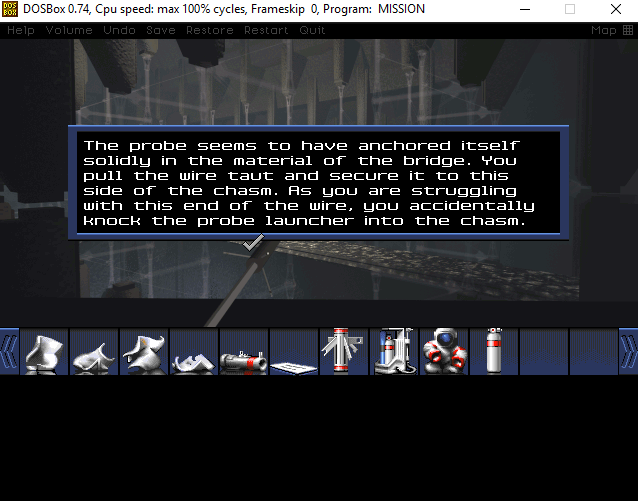 DOS BOX
DOSBox 0.74, Cpu speed: max 100% cycles, Frameskip 0, Program: MISSION
Help Volume Undo Save Restore Restart Quit Map
The probe seems to have anchored itself
solidly in the material of the bridge. You
pull the wire taut and secure it to this
side of the chasm. As you are struggling
with this end of the wire, you accidentally
knock the probe launcher into the chasm.